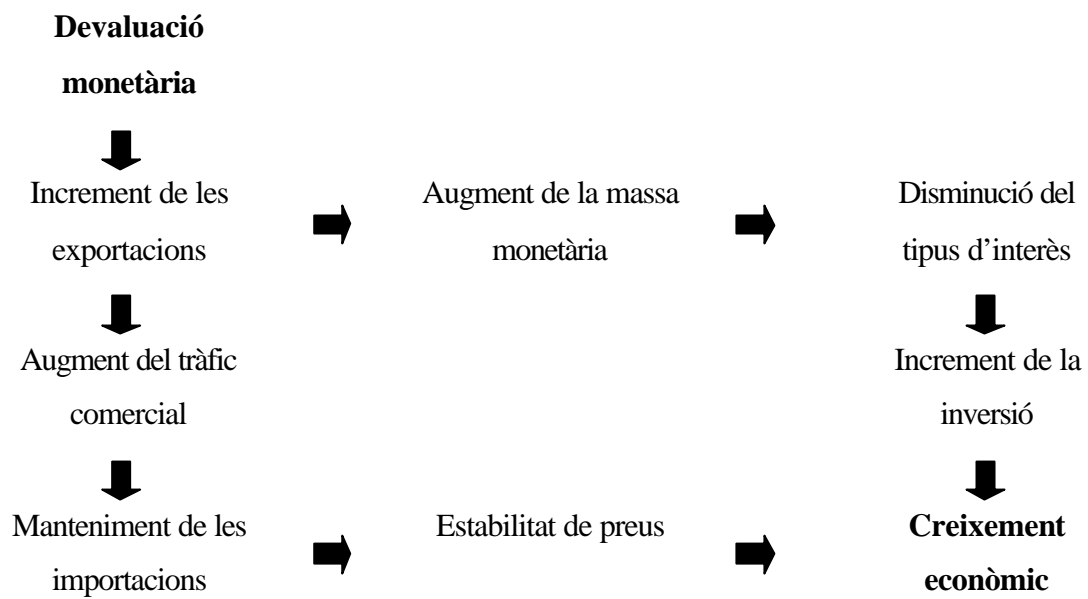 Devaluació
monetària
Increment de les
exportacions
Augment de la massa
monetària
Disminució del
tipus d’interès
Augment del tràfic
comercial
Increment de la
inversió
Manteniment de les
importacions
Estabilitat de preus
Creixement
econòmic